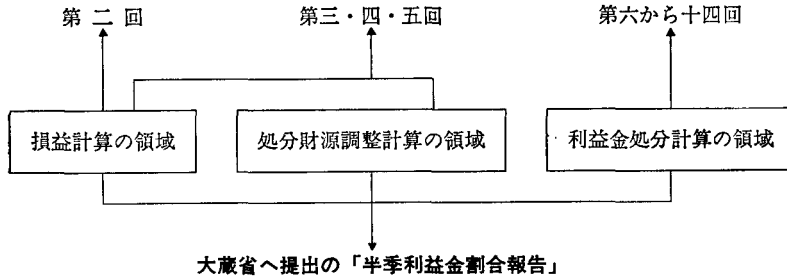 第二回
第三・四・五回
第六から十四回
損益計算の領域
処分財源調整計算の領域
利益金処分計算の領域
大蔵省へ提出の「半季利益金割合報告」